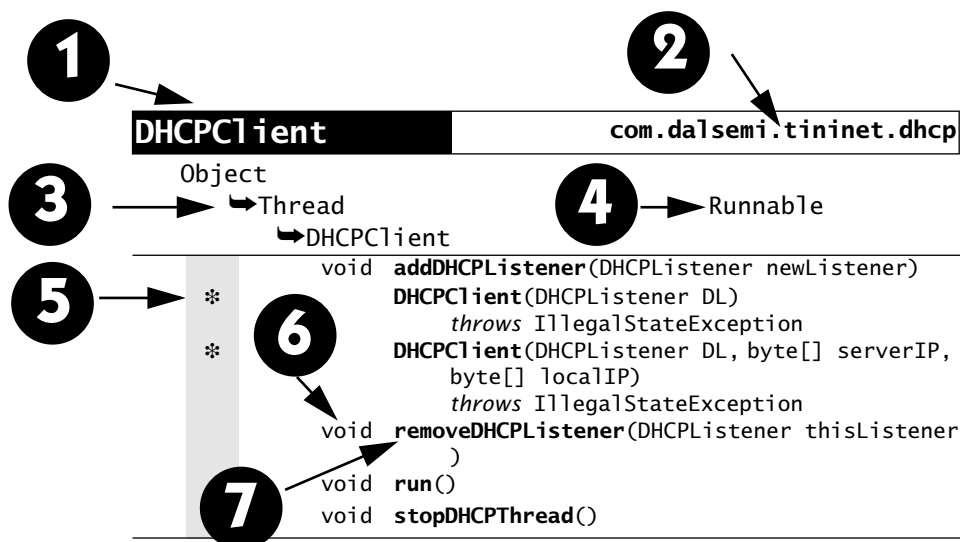 1
2
DHCPClient com.dalsemi.tininet.dhcp
Object
3 ➥Thread 4 Runnable
➥DHCPClient
void addDHCPListener(DHCPListener newListener)
5 ❇ DHCPClient(DHCPListener DL)
throws IllegalStateException
6
❇ DHCPClient(DHCPListener DL, byte[] serverIP,
byte[] localIP)
throws IllegalStateException
void removeDHCPListener(DHCPListener thisListener
)
7 void run()
void stopDHCPThread()